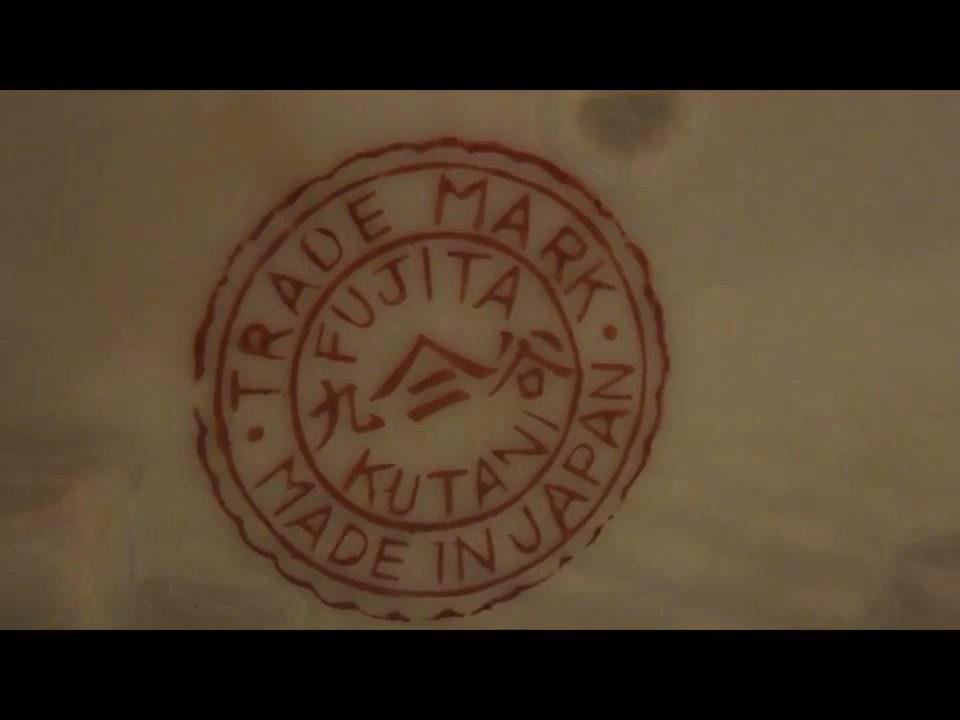 TRADE MARK
FUJITA
九 谷
KUTANI
MADE IN JAPAN